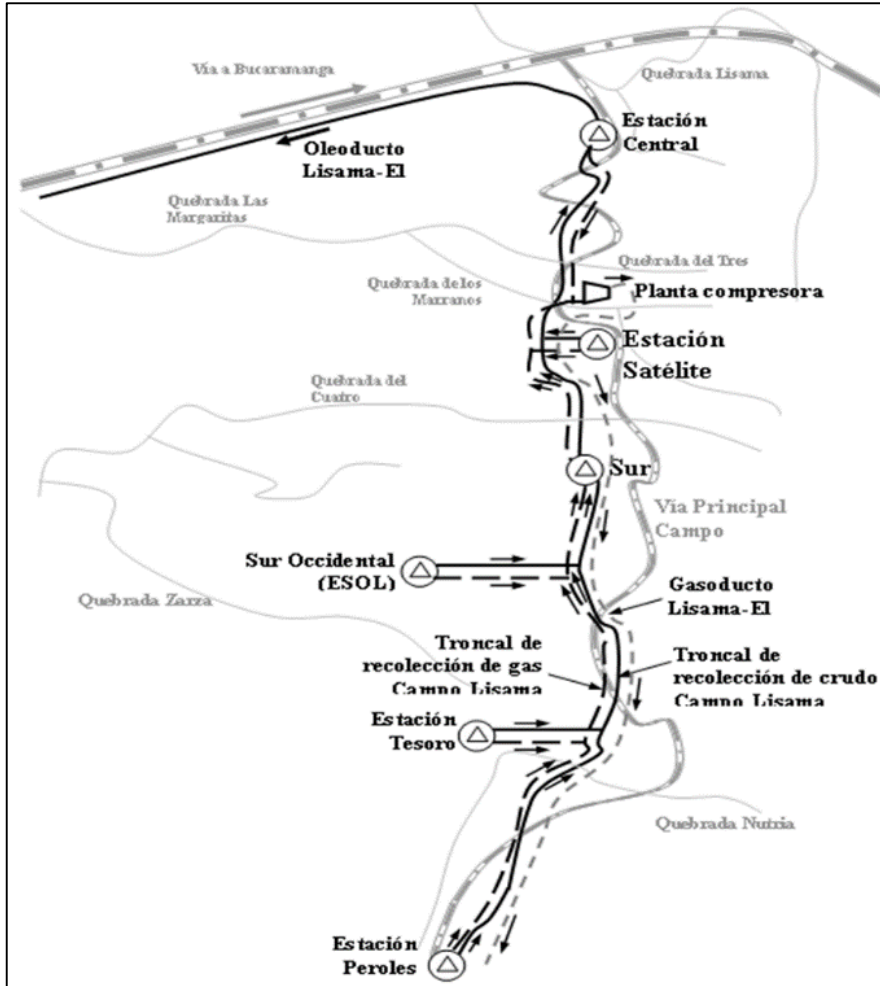 Vía a Bucaramanga
Quebrada Lisama
Estación
Central
Oleoducto
Lisama-El
Quebrada Las
Margaritas
Quebrada del Tres
Quebrada de los
Marranos
Planta compresora
Estación
Satélite
Quebrada del
Cuatro
Sur
Vía Principal
Campo
Sur Occidental
(ESOL)
Quebrada Zarza
Gasoducto
Lisama-El
Troncal de
recolección de gas
Campo Lisama
Troncal de
recolección de crudo
Campo Lisama
Estación
Tesoro
Quebrada Nutria
Estación
Peroles